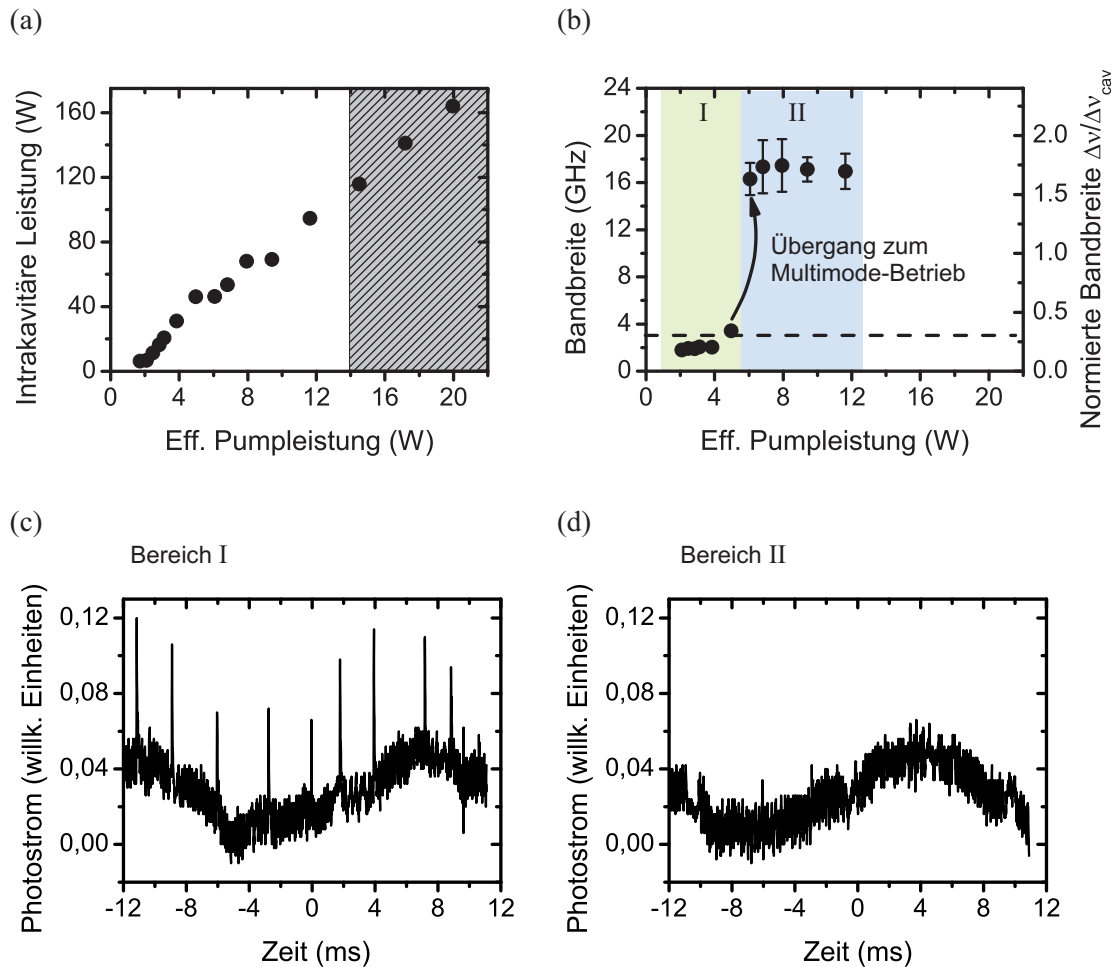 (a)
160
120
80
40
0
0 4 8 12 16 20
Intrakavitäre Leistung (W)
Eff. Pumpleistung (W)
(b)
24
20
16
12
8
4
0
0 4 8 12 16 20
Bandbreite (GHz)
I II
Übergang zum
Multimode-Betrieb
2.0
1.5
1.0
0.5
0.0
Normierte Bandbreite Δν/Δνcav
Eff. Pumpleistung (W)
(c)
Bereich I
0,12
0,08
0,04
0,00
-12 -8 -4 0 4 8 12
Photostrom (willk. Einheiten)
Zeit (ms)
(d)
Bereich II
0,12
0,08
0,04
0,00
-12 -8 -4 0 4 8 12
Photostrom (willk. Einheiten)
Zeit (ms)